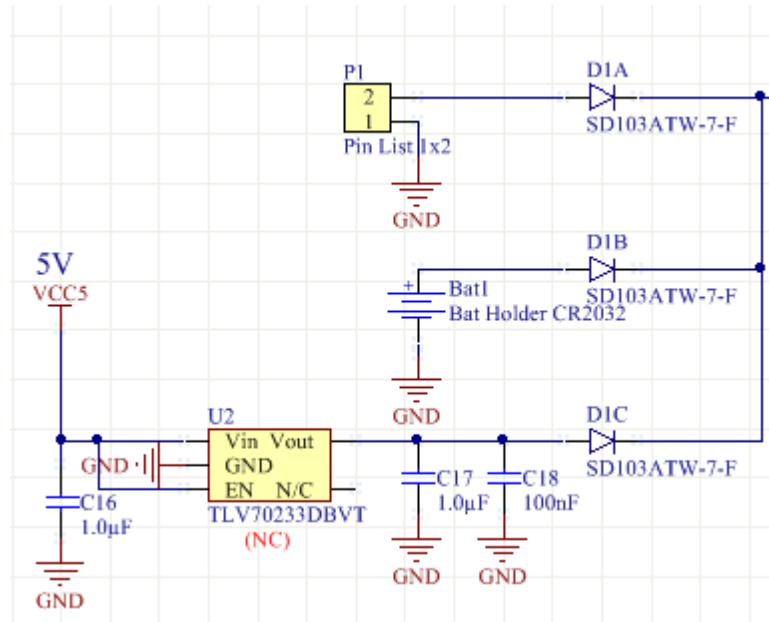 P1
2
1
Pin List 1x2
GND
D1A
SD103ATW-7-F
D1B
SD103ATW-7-F
+
Bat1
Bat Holder CR2032
GND
5V
VCC5
U2
Vin Vout
GND
GND
EN N/C
TLV70233DBVT
(NC)
C16
1.0µF
GND
C17
1.0µF
GND
C18
100nF
GND
D1C
SD103ATW-7-F